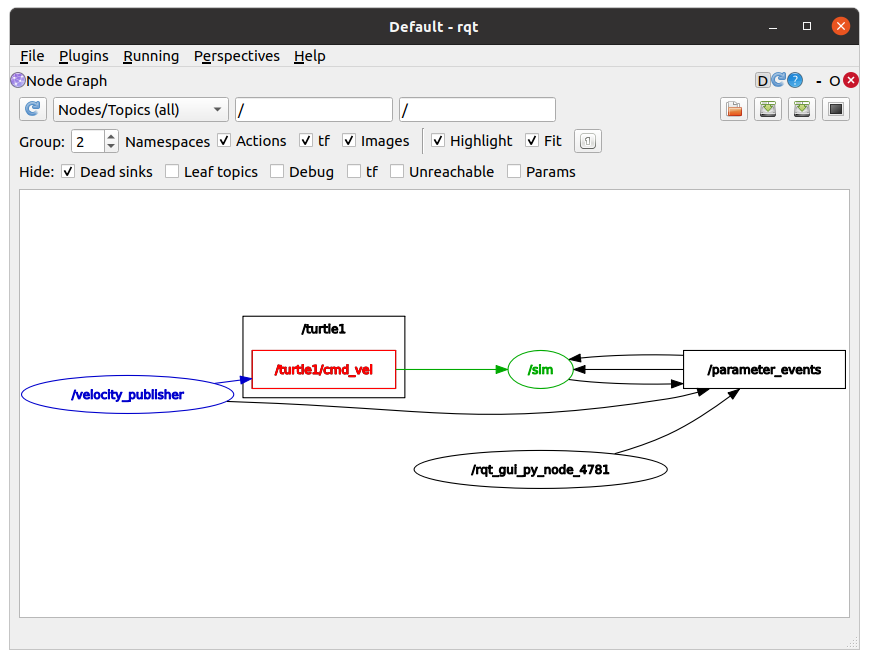 Default - rqt
File Plugins Running Perspectives Help
Node Graph D ? - O
Nodes/Topics (all) / /
Group: 2 Namespaces Actions tf Images Highlight Fit
Hide: Dead sinks Leaf topics Debug tf Unreachable Params
/turtle1
/turtle1/cmd_vel /sim /parameter_events
/velocity_publisher
/rqt_gui_py_node_4781